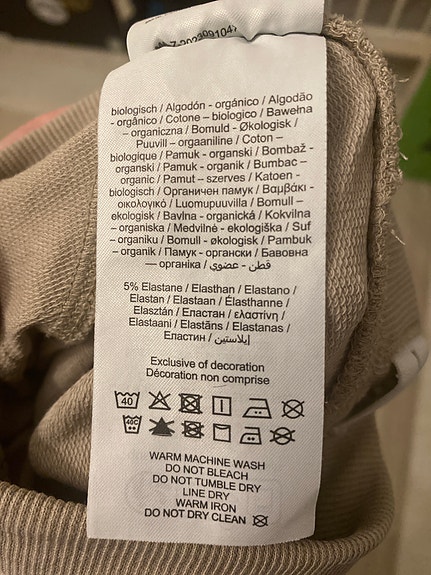 biologisch / Algodón - orgánico / Algodão
- orgânico / Cotone – biologico / Bawełna
– organiczna / Bomuld - Økologisk /
Puuvill – orgaaniline / Coton –
biologique / Pamuk - organski / Bombaž -
organski / Pamuk - organik / Bumbac –
organic / Pamut – szerves / Katoen -
biologisch / Органичен памук / Βαμβάκι -
οικολογικό / Luomupuuvilla / Bomull –
ekologisk / Bavlna - organická / Kokvilna
- organiska / Medvilnė - ekologiška / Suf
- organiku / Bomull - økologisk / Pambuk
– organik / Памук - органски / Бавовна
— органіка / قطن - عضوي
5% Elastane / Elasthan / Elastano /
Elastan / Elastaan / Élasthanne /
Elasztán / Еластан / ελαστίνη /
Elastaani / Elastāns / Elastanas /
Еластин / إيلاستين
Exclusive of decoration
Décoration non comprise
40
40C
WARM MACHINE WASH
DO NOT BLEACH
DO NOT TUMBLE DRY
LINE DRY
WARM IRON
DO NOT DRY CLEAN